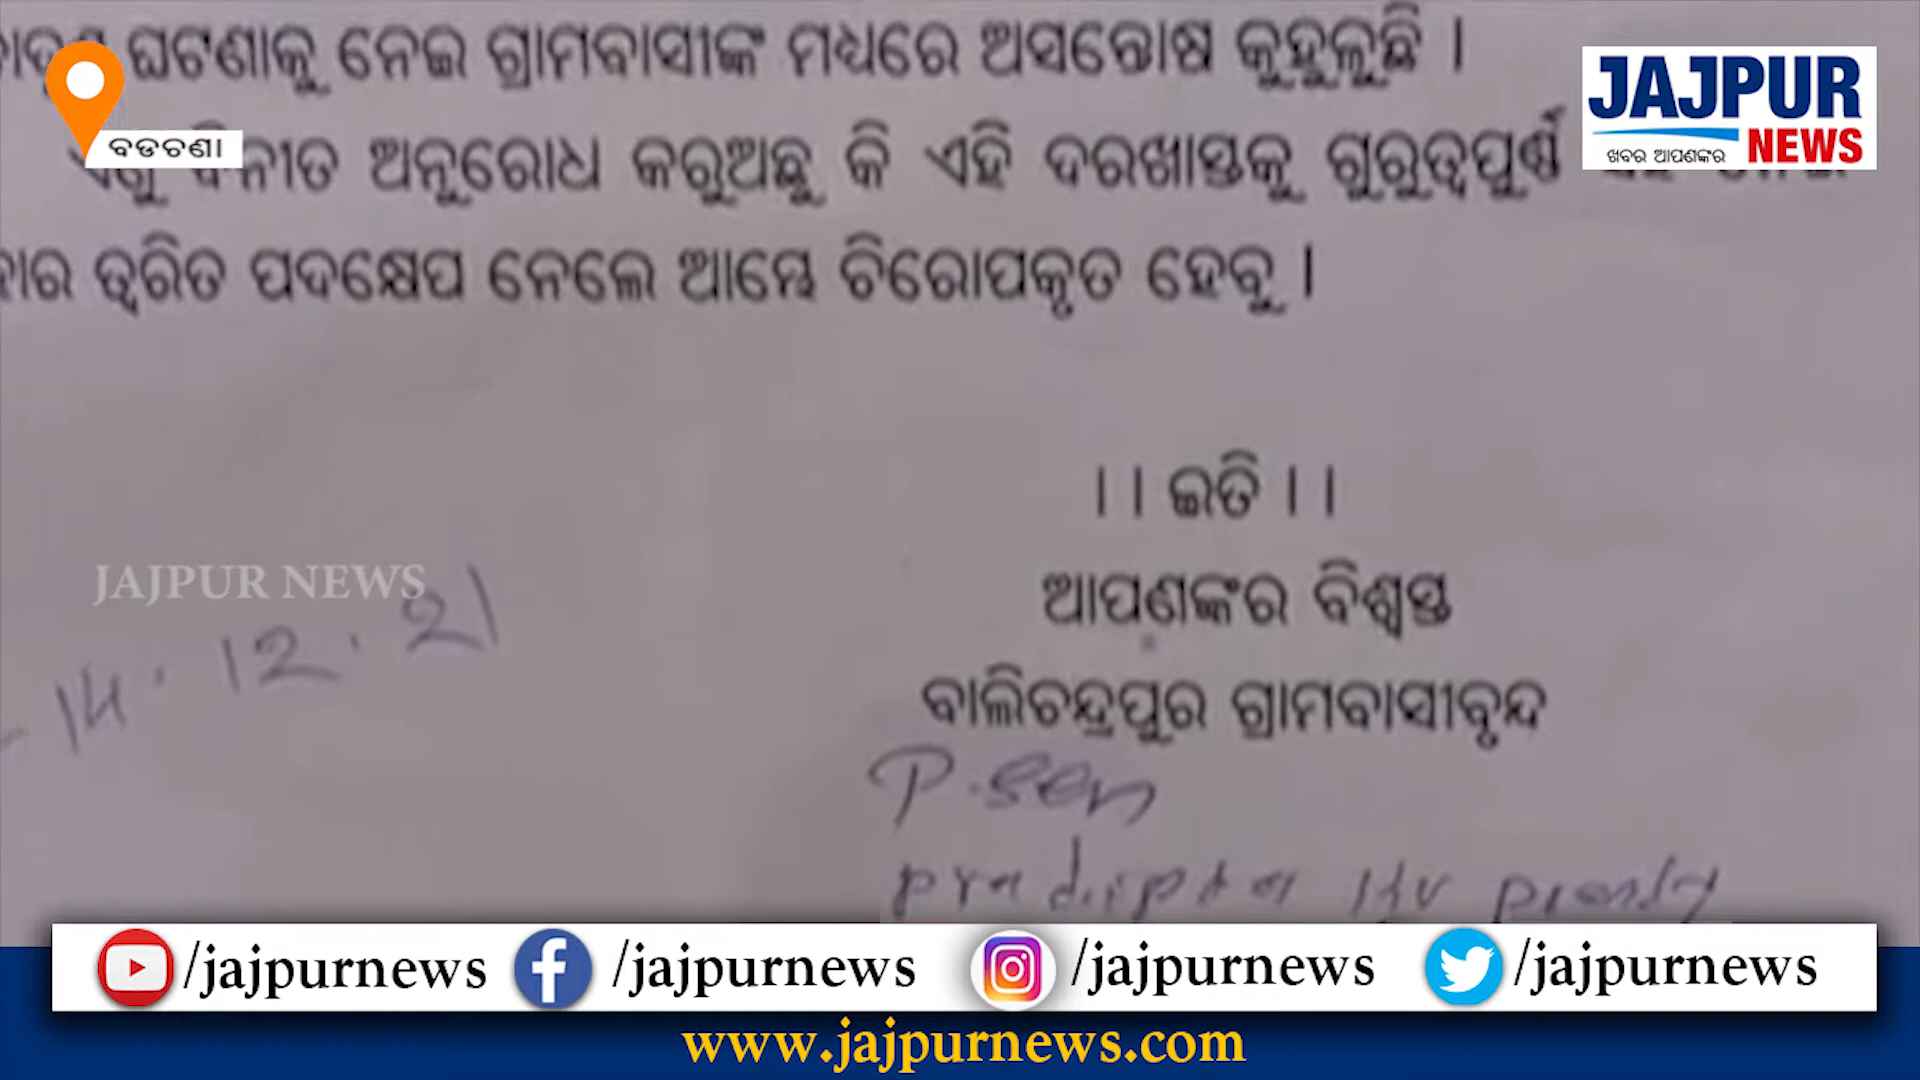 ଘଟଣାକୁ ନେଇ ଗ୍ରାମବାସୀଙ୍କ ମଧ୍ୟରେ ଅସନ୍ତୋଷ କୁହୁଳୁଛି ।
ବଡଚଣା
JAJPUR
NEWS
ଖବର ଆପଣଙ୍କର
ଅନୁରୋଧ କରୁଅଛୁ କି ଏହି ଦରଖାସ୍ତକୁ ଗୁରୁତ୍ୱପୂର୍ଣ୍ଣ
ତ୍ୱରିତ ପଦକ୍ଷେପ ନେଲେ ଆମ୍ଭେ ଚିରୋପକୃତ ହେବୁ ।
।। ଇତି ।।
ଆପଣଙ୍କର ବିଶ୍ୱସ୍ତ
ବାଲିଚନ୍ଦ୍ରପୁର ଗ୍ରାମବାସୀବୃନ୍ଦ
JAJPUR NEWS
14.12.21
P.sen
/jajpurnews /jajpurnews /jajpurnews /jajpurnews
www.jajpurnews.com